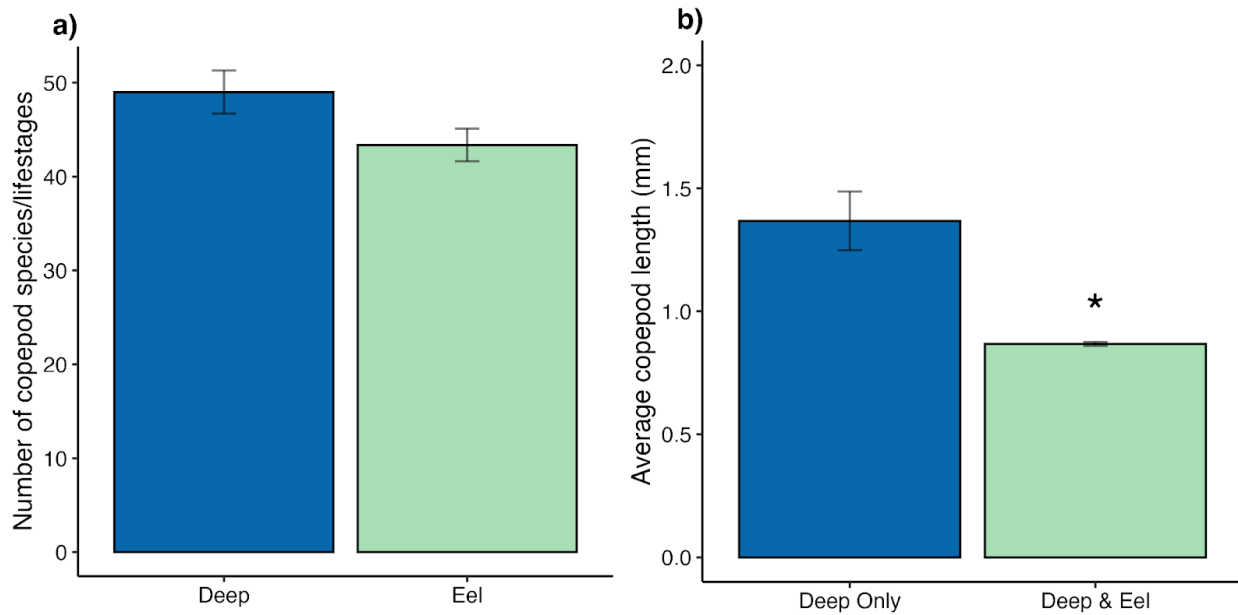 a)
Number of copepod species/lifestages
50
40
30
20
10
0
Deep Eel
b)
Average copepod length (mm)
2.0
1.5
1.0
0.5
0.0
*
Deep Only Deep & Eel